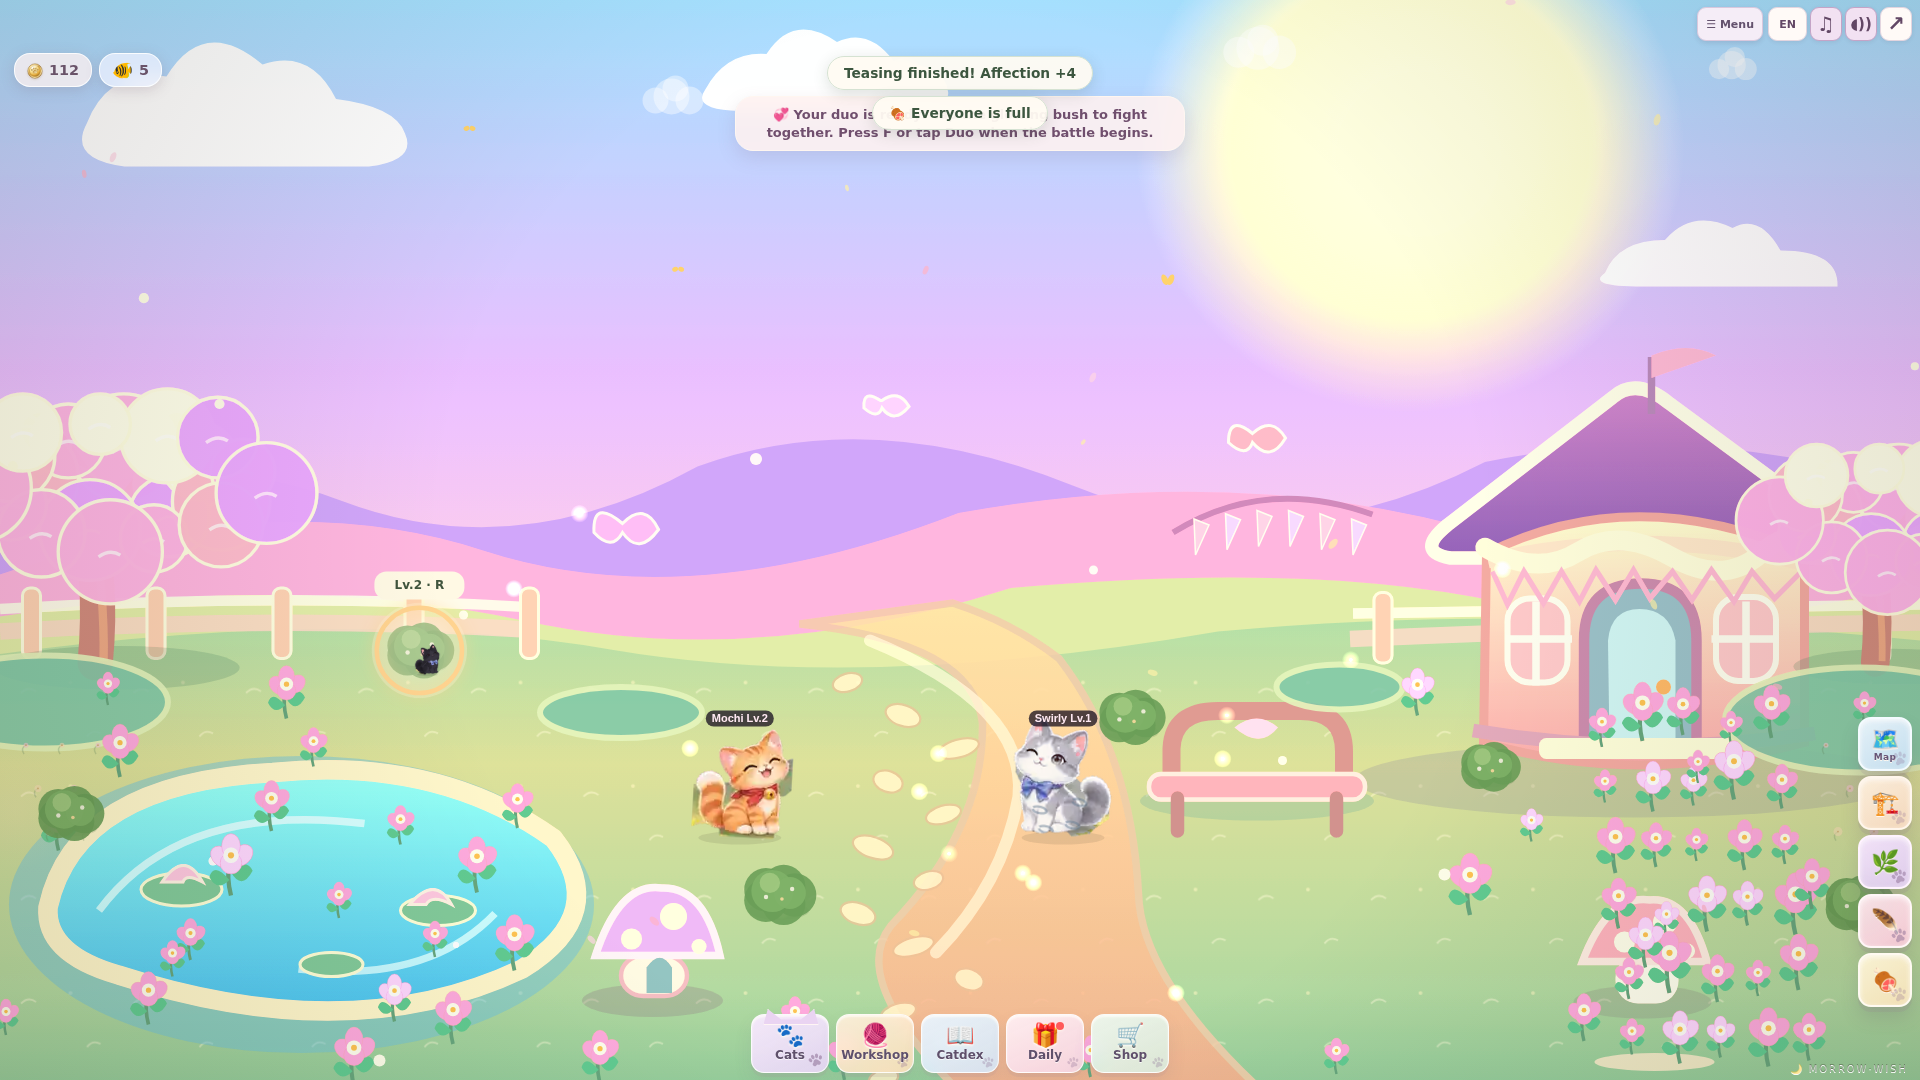 Menu
EN
112
5
Teasing finished! Affection +4
Everyone is full
Your duo is bush to fight
together. Press F or tap Duo when the battle begins.
Lv.2 · R
Mochi Lv.2
Swirly Lv.1
Map
Cats
Workshop
Catdex
Daily
Shop
MORROW·WISH